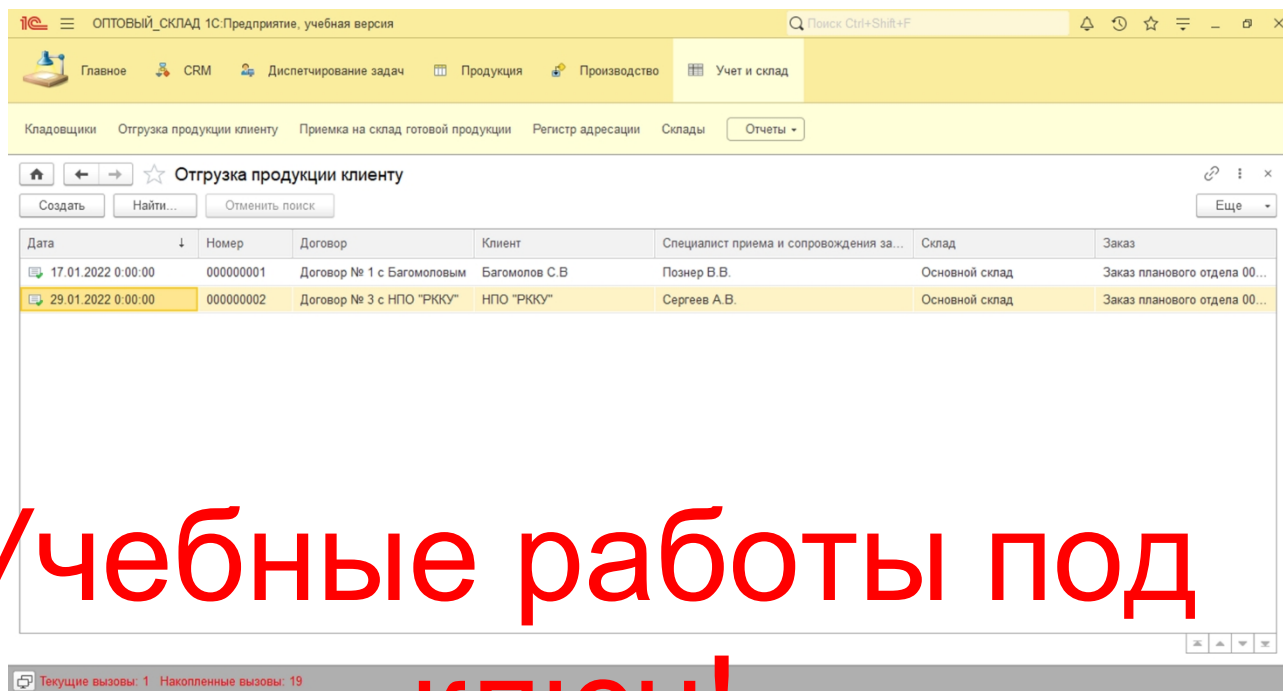 1С ОПТОВЫЙ_СКЛАД 1С:Предприятие, учебная версия Поиск Ctrl+Shift+F
Главное CRM Диспетчирование задач Продукция Производство Учет и склад
Кладовщики Отгрузка продукции клиенту Приемка на склад готовой продукции Регистр адресации Склады Отчеты
Отгрузка продукции клиенту
Создать Найти... Отменить поиск Еще
Дата ↓ Номер Договор Клиент Специалист приема и сопровождения за... Склад Заказ
17.01.2022 0:00:00 000000001 Договор № 1 с Багомоловым Багомолов С.В Познер В.В. Основной склад Заказ планового отдела 00...
29.01.2022 0:00:00 000000002 Договор № 3 с НПО "РККУ" НПО "РККУ" Сергеев А.В. Основной склад Заказ планового отдела 00...
Учебные работы под
ключ!
Текущие вызовы: 1 Накопленные вызовы: 19